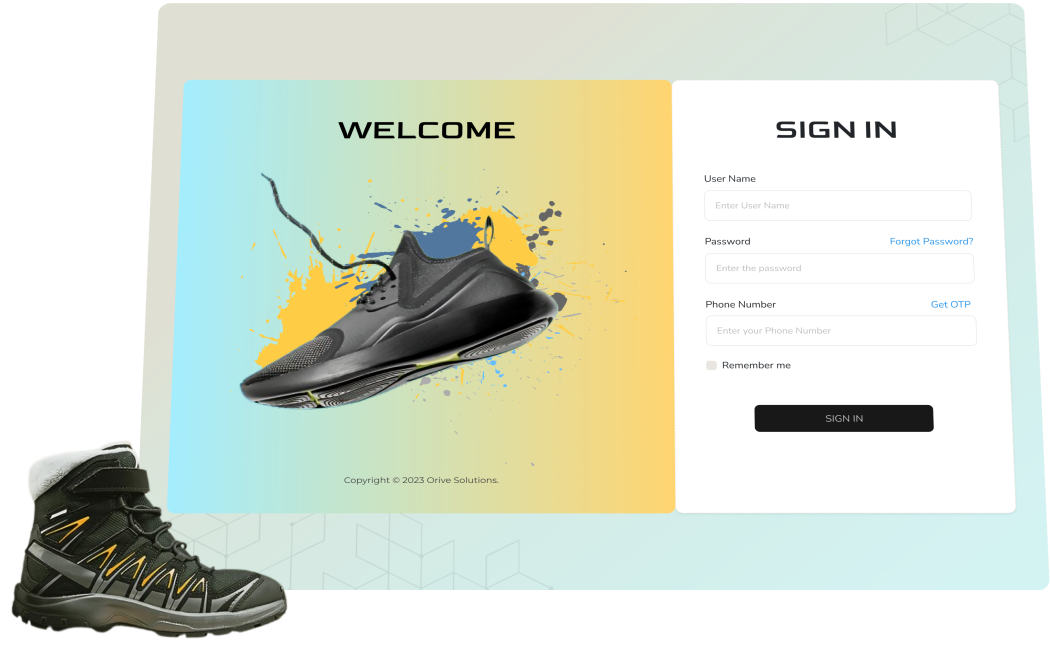 WELCOME
Copyright © 2023 Orive Solutions.
SIGN IN
User Name
Enter User Name
Password Forgot Password?
Enter the password
Phone Number Get OTP
Enter your Phone Number
Remember me
SIGN IN